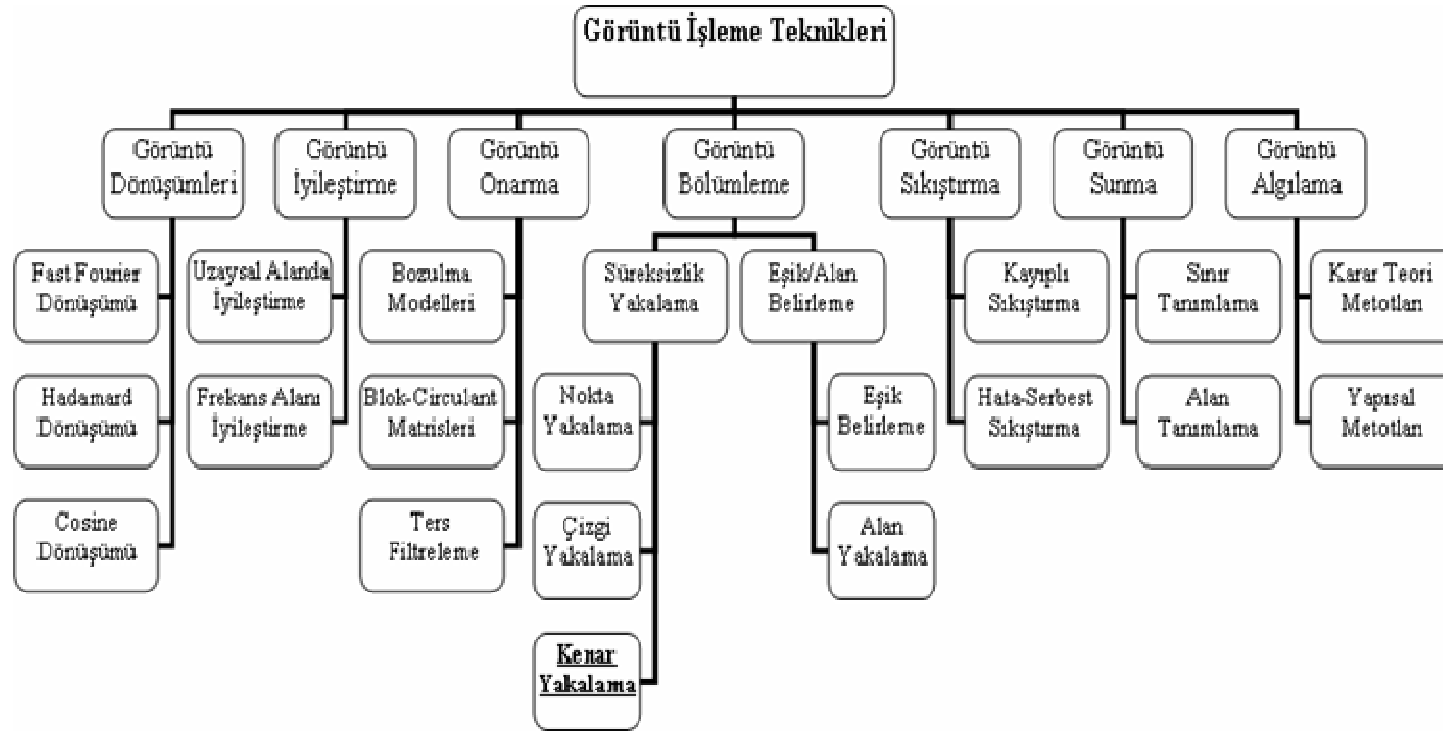 Görüntü İşleme Teknikleri
Görüntü
Dönüşümleri
Görüntü
İyileştirme
Görüntü
Onarma
Görüntü
Bölümleme
Görüntü
Sıkıştırma
Görüntü
Sunma
Görüntü
Algılama
Fast Fourier
Dönüşümü
Uzaysal Alanda
İyileştirme
Bozulma
Modelleri
Süreksizlik
Yakalama
Eşik/Alan
Belirleme
Kayıplı
Sıkıştırma
Sınır
Tanımlama
Karar Teori
Metotları
Hadamard
Dönüşümü
Frekans Alanı
İyileştirme
Blok-Circulant
Matrisleri
Nokta
Yakalama
Eşik
Belirleme
Hata-Serbest
Sıkıştırma
Alan
Tanımlama
Yapısal
Metotları
Cosine
Dönüşümü
Ters
Filtreleme
Çizgi
Yakalama
Alan
Yakalama
Kenar
Yakalama